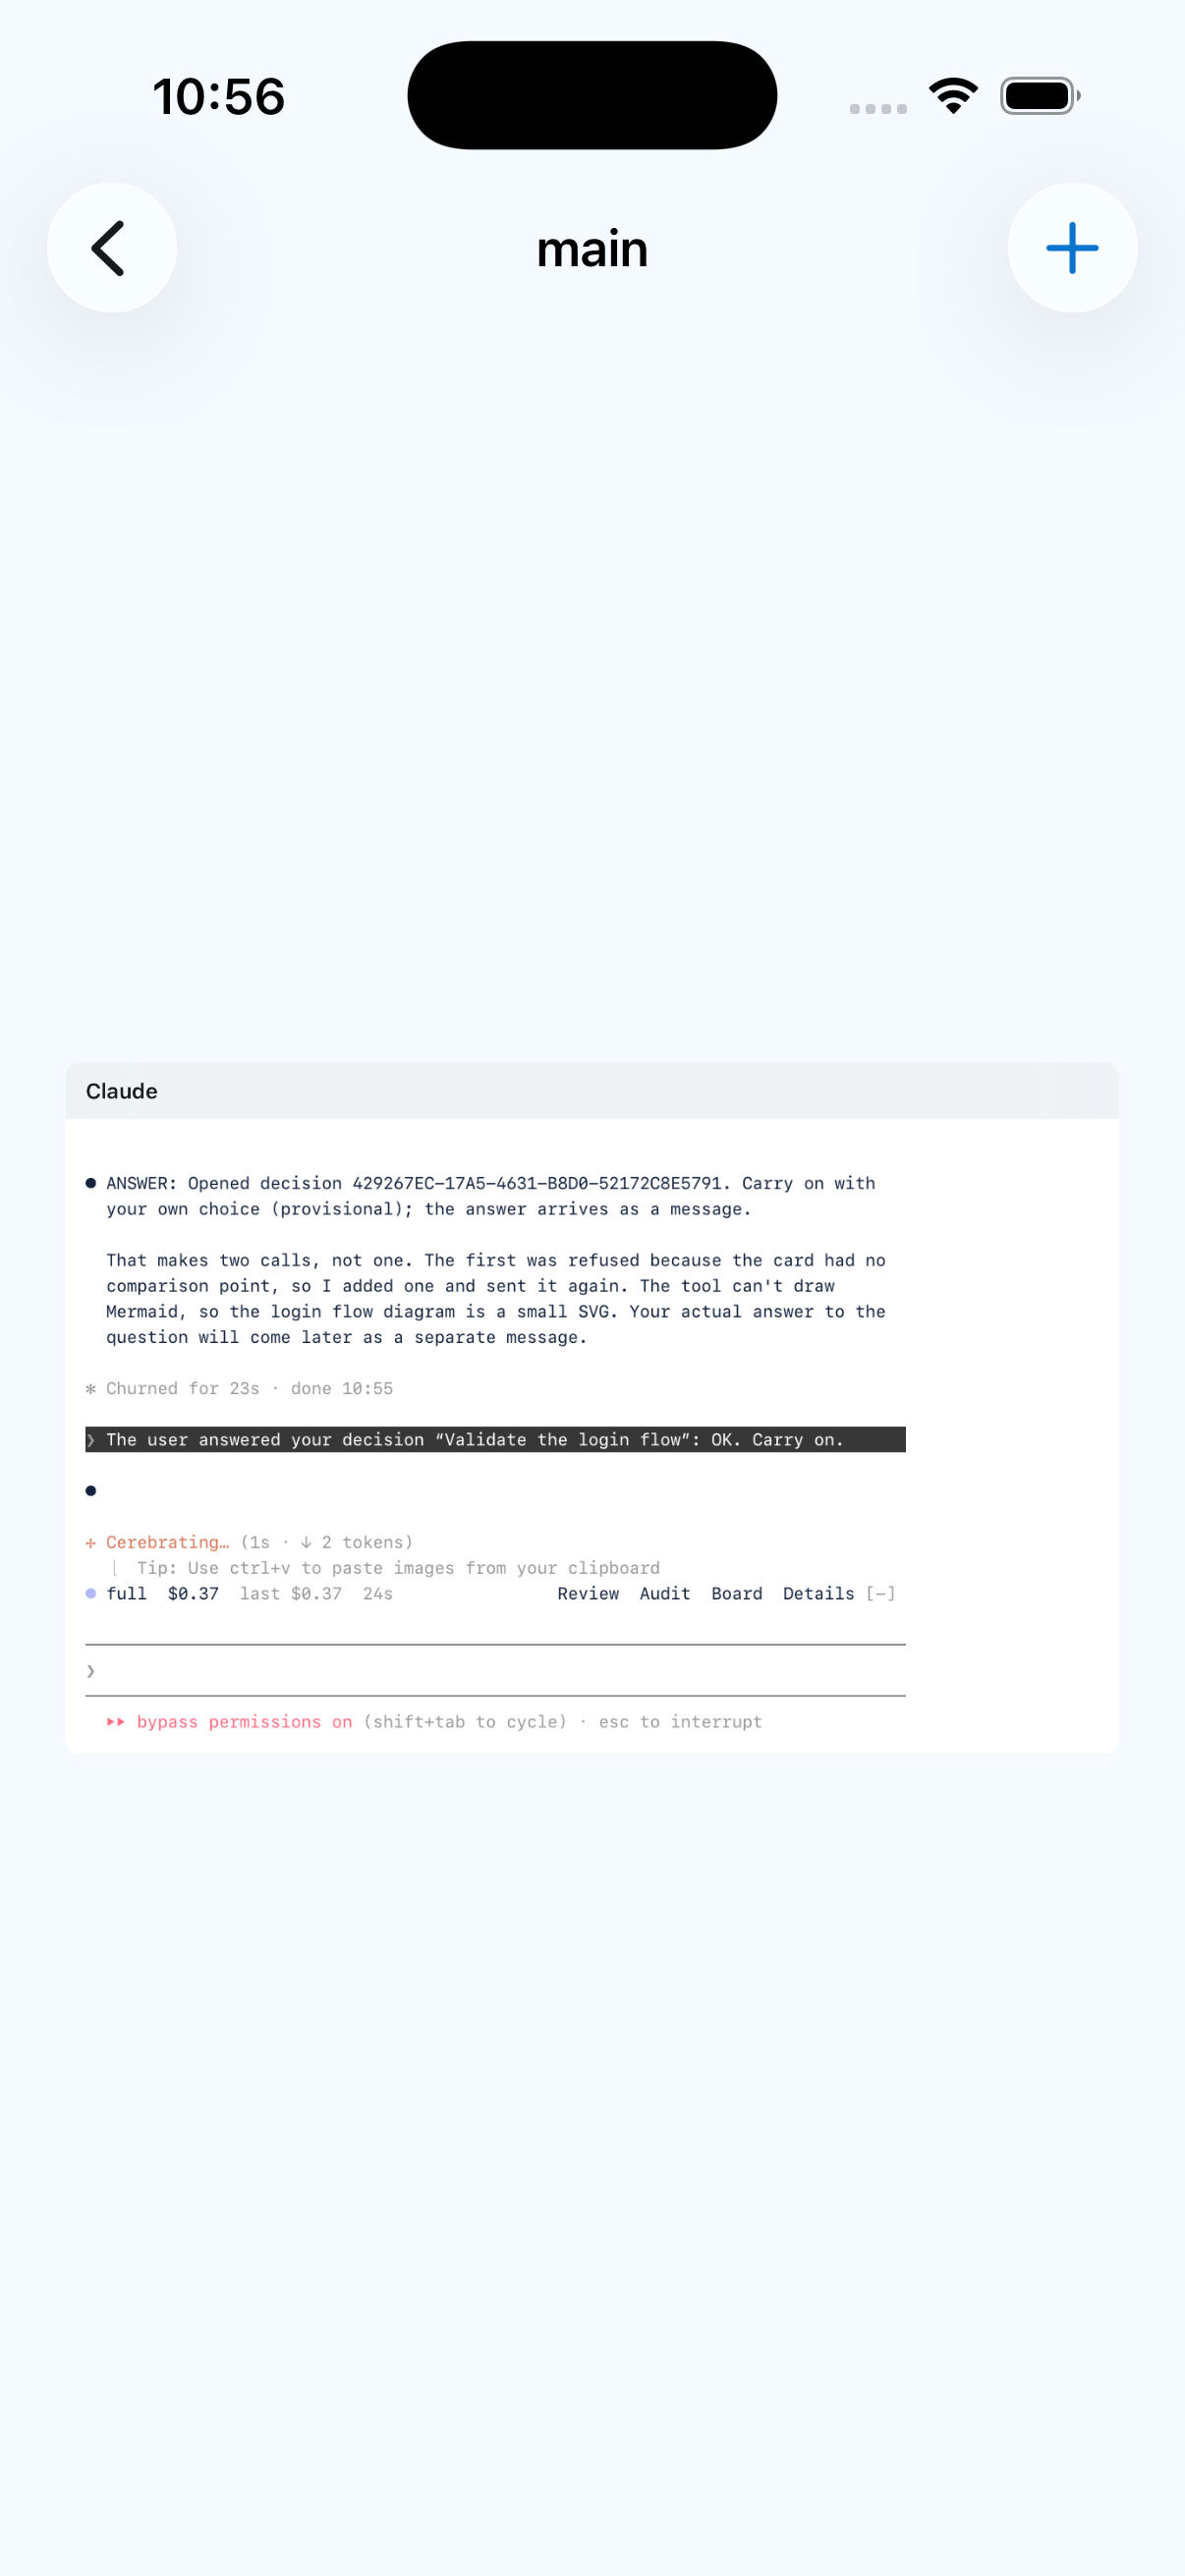 10:56
main
Claude
● ANSWER: Opened decision 429267EC-17A5-4631-B8D0-52172C8E5791. Carry on with
your own choice (provisional); the answer arrives as a message.
That makes two calls, not one. The first was refused because the card had no
comparison point, so I added one and sent it again. The tool can't draw
Mermaid, so the login flow diagram is a small SVG. Your actual answer to the
question will come later as a separate message.
✻ Churned for 23s · done 10:55
❯ The user answered your decision “Validate the login flow”: OK. Carry on.
●
✢ Cerebrating… (1s · ↓ 2 tokens)
⎿ Tip: Use ctrl+v to paste images from your clipboard
● full $0.37 last $0.37 24s Review Audit Board Details [-]
❯
⏵⏵ bypass permissions on (shift+tab to cycle) · esc to interrupt